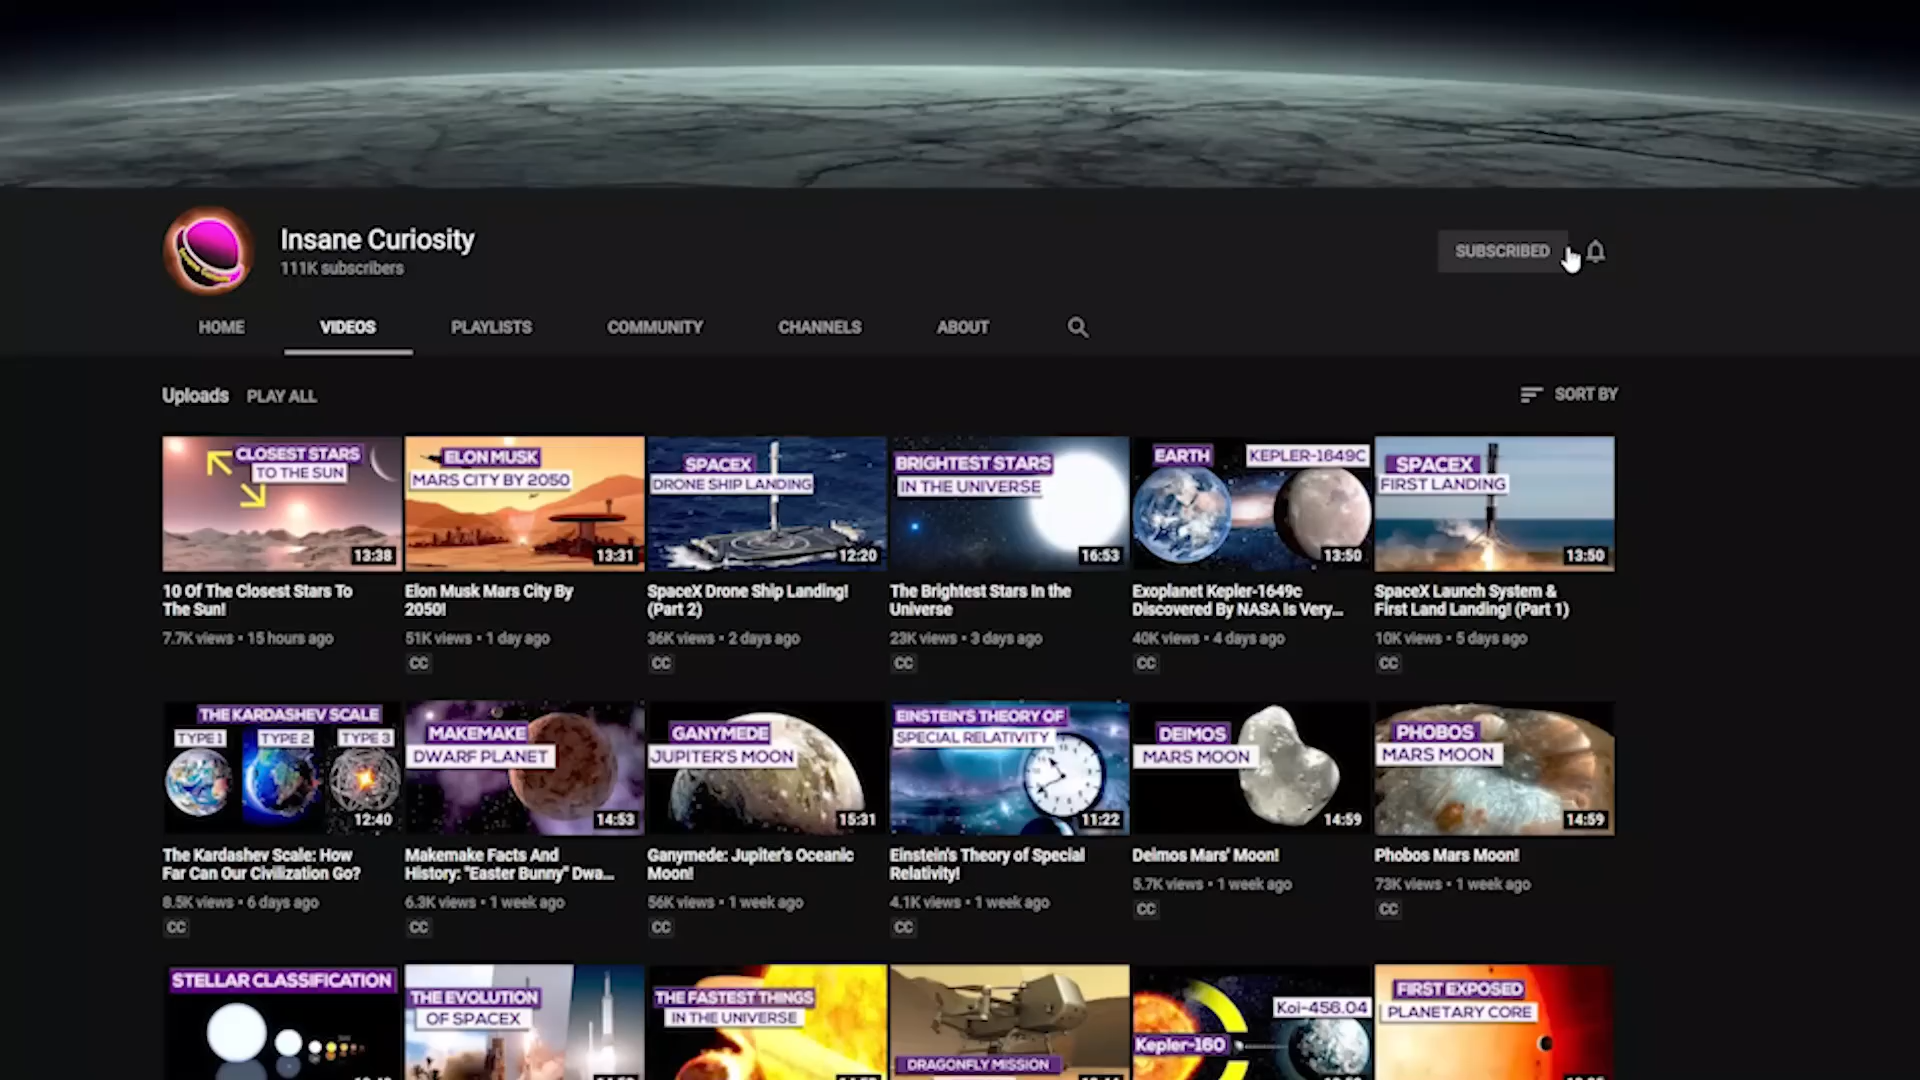 Insane Curiosity
111K subscribers
SUBSCRIBED
HOME VIDEOS PLAYLISTS COMMUNITY CHANNELS ABOUT
Uploads PLAY ALL SORT BY
CLOSEST STARS
TO THE SUN
13:38
ELON MUSK
MARS CITY BY 2050
13:31
SPACEX
DRONE SHIP LANDING
12:20
BRIGHTEST STARS
IN THE UNIVERSE
16:53
EARTH KEPLER-1649C
13:50
SPACEX
FIRST LANDING
13:50
10 Of The Closest Stars To
The Sun!
7.7K views • 15 hours ago
Elon Musk Mars City By
2050!
51K views • 1 day ago
CC
SpaceX Drone Ship Landing!
(Part 2)
36K views • 2 days ago
CC
The Brightest Stars In the
Universe
23K views • 3 days ago
CC
Exoplanet Kepler-1649c
Discovered By NASA Is Very...
40K views • 4 days ago
CC
SpaceX Launch System &
First Land Landing! (Part 1)
10K views • 5 days ago
CC
THE KARDASHEV SCALE
TYPE 1 TYPE 2 TYPE 3
12:40
MAKEMAKE
DWARF PLANET
14:53
GANYMEDE
JUPITER'S MOON
15:31
EINSTEIN'S THEORY OF
SPECIAL RELATIVITY
11:22
DEIMOS
MARS MOON
14:59
PHOBOS
MARS MOON
14:59
The Kardashev Scale: How
Far Can Our Civilization Go?
8.5K views • 6 days ago
CC
Makemake Facts And
History: "Easter Bunny" Dwa...
6.3K views • 1 week ago
CC
Ganymede: Jupiter's Oceanic
Moon!
56K views • 1 week ago
CC
Einstein's Theory of Special
Relativity!
4.1K views • 1 week ago
CC
Deimos Mars' Moon!
5.7K views • 1 week ago
CC
Phobos Mars Moon!
73K views • 1 week ago
CC
STELLAR CLASSIFICATION
THE EVOLUTION
OF SPACEX
THE FASTEST THINGS
IN THE UNIVERSE
DRAGONFLY MISSION
Koi-456.04
Kepler-160
FIRST EXPOSED
PLANETARY CORE